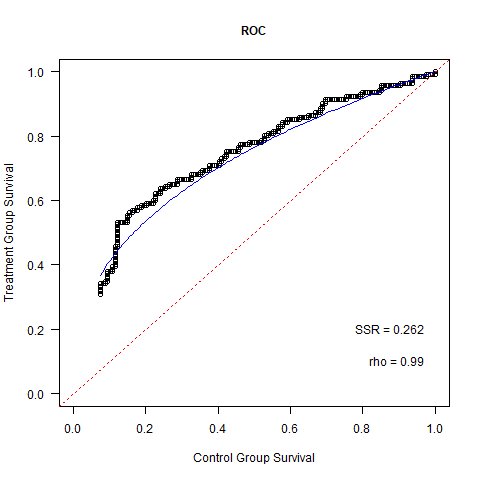 ROC
Treatment Group Survival
1.0
0.8
0.6
0.4
0.2
0.0
SSR = 0.262
rho = 0.99
0.0 0.2 0.4 0.6 0.8 1.0
Control Group Survival